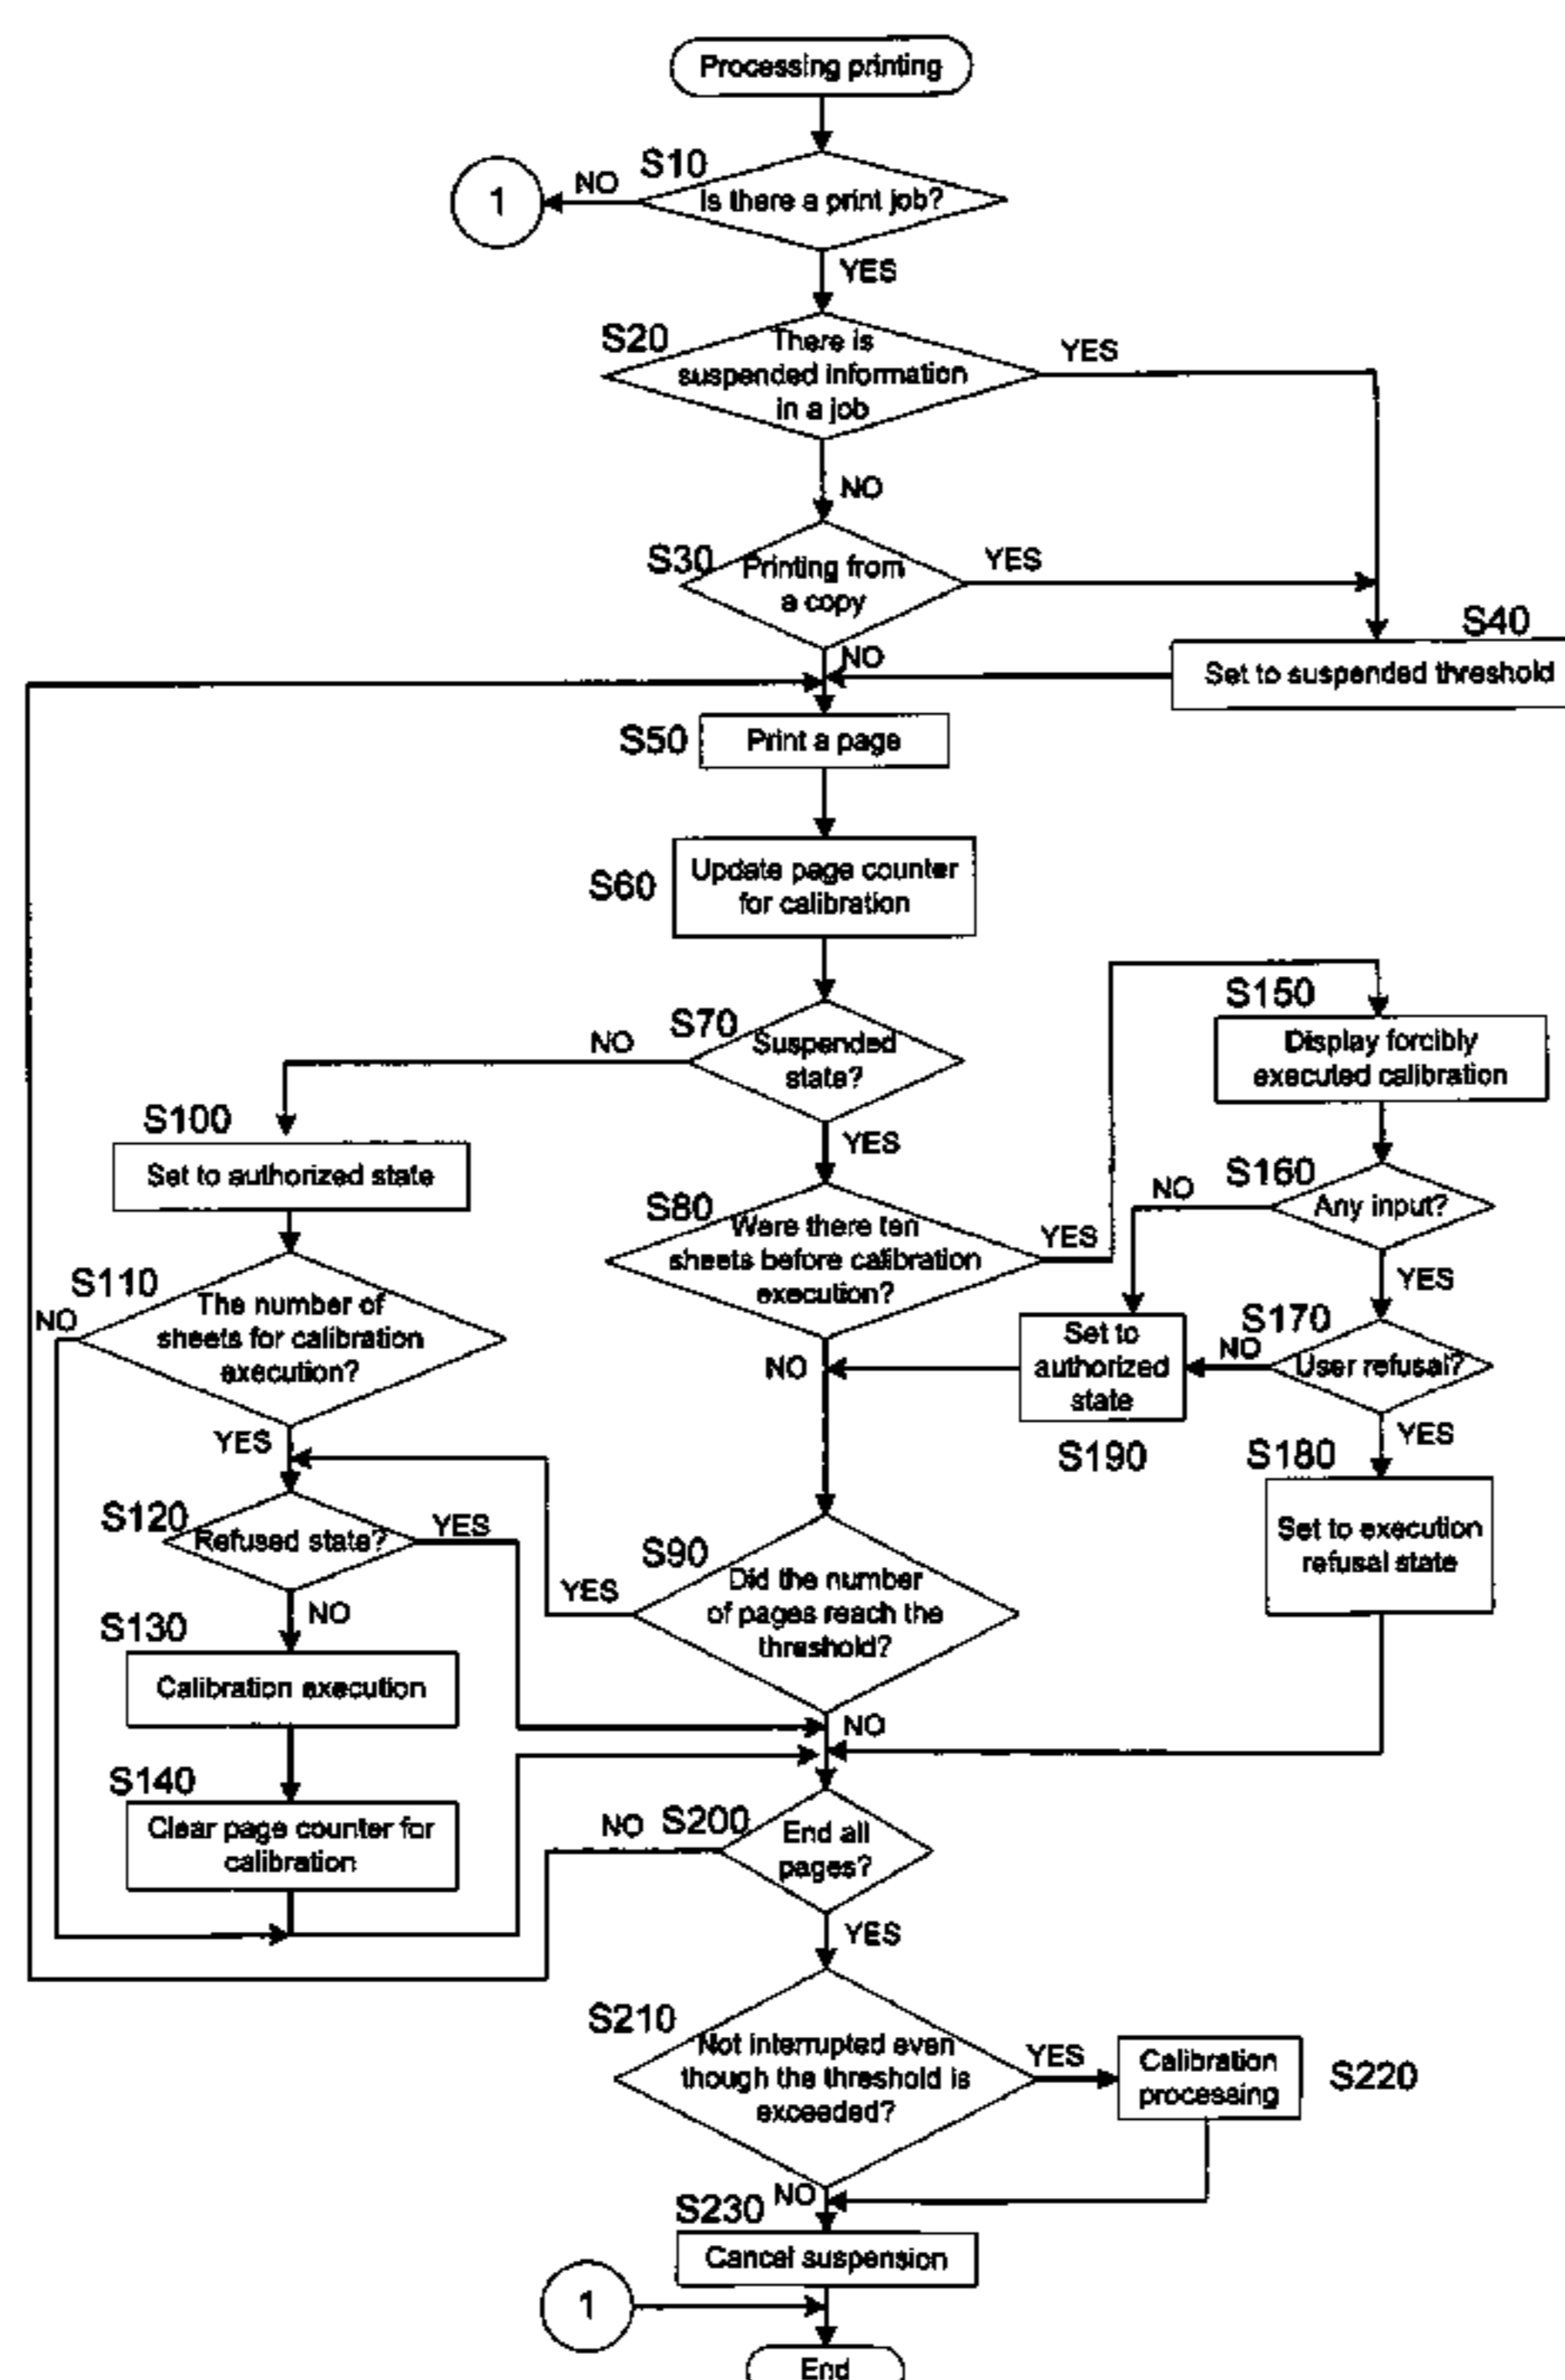 Processing printing
S10
NO
1
Is there a print job?
YES
S20
There is
suspended information
in a job
YES
NO
S30
Printing from
a copy
YES
S40
Set to suspended threshold
NO
S50
Print a page
S60
Update page counter
for calibration
S70
Suspended
state?
NO
YES
S150
Display forcibly
executed calibration
S100
Set to authorized state
S80
Were there ten
sheets before calibration
execution?
YES
S160
Any input?
NO
YES
S110
The number of
sheets for calibration
execution?
NO
YES
NO
Set to
authorized
state
S190
S170
User refusal?
NO
YES
S180
Set to execution
refusal state
S120
Refused state?
YES
NO
S90
Did the number
of pages reach the
threshold?
YES
NO
S130
Calibration execution
S140
Clear page counter for
calibration
S200
End all
pages?
NO
YES
S210
Not interrupted even
though the threshold is
exceeded?
YES
Calibration
processing
S220
NO
S230
Cancel suspension
1
End